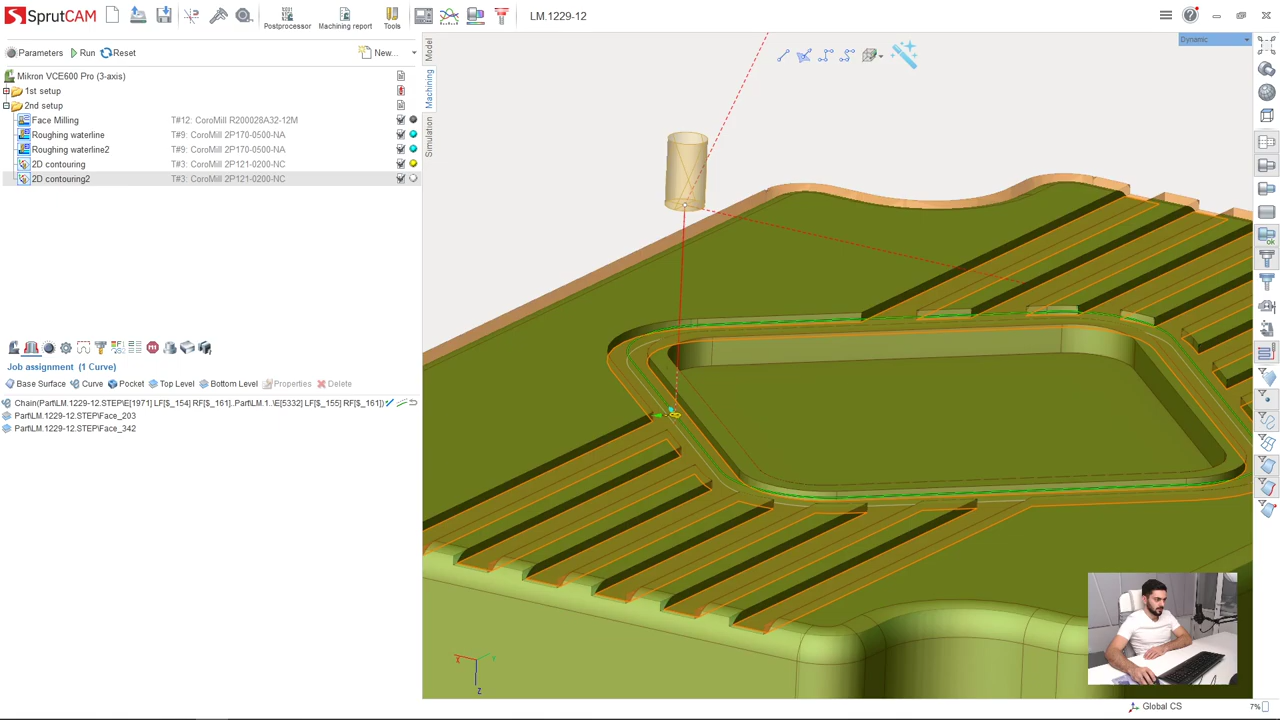 SprutCAM
Postprocessor
Machining report
Tools
LM.1229-12
Parameters
Run
Reset
New...
Mikron VCE600 Pro (3-axis)
1st setup
2nd setup
Face Milling T#12: CoroMill R200028A32-12M
Roughing waterline T#9: CoroMill 2P170-0500-NA
Roughing waterline2 T#9: CoroMill 2P170-0500-NA
2D contouring T#3: CoroMill 2P121-0200-NC
2D contouring2 T#3: CoroMill 2P121-0200-NC
Model
Machining
Simulation
Dynamic
Job assignment (1 Curve)
Base Surface
Curve
Pocket
Top Level
Bottom Level
Properties
Delete
Chain(Part\LM.1229-12.STEP\E[1971] LF[$_154] RF[$_161]..Part\LM.1..\E[5332] LF[$_155] RF[$_161])
Part\LM.1229-12.STEP\Face_203
Part\LM.1229-12.STEP\Face_342
X
Y
Z
Global CS
7%